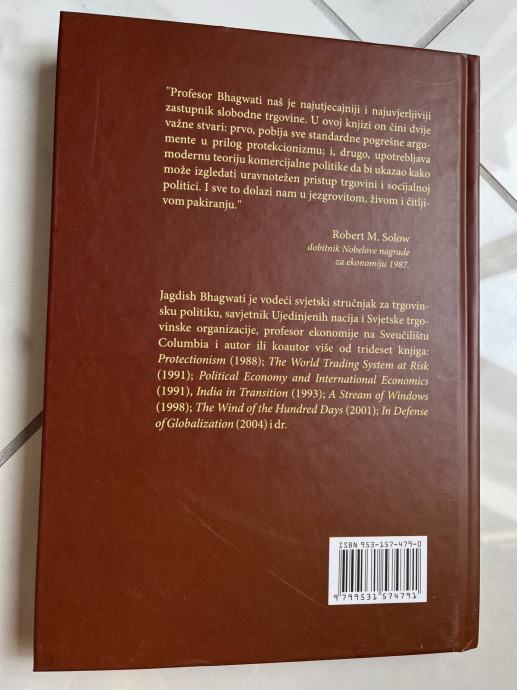 "Profesor Bhagwati naš je najutjecajniji i najuvjerljiviji
zastupnik slobodne trgovine. U ovoj knjizi on čini dvije
važne stvari: prvo, pobija sve standardne pogrešne argu-
mente u prilog protekcionizmu; i, drugo, upotrebljava
modernu teoriju komercijalne politike da bi ukazao kako
može izgledati uravnotežen pristup trgovini i socijalnoj
politici. I sve to dolazi nam u jezgrovitom, živom i čitlji-
vom pakiranju."
Robert M. Solow
dobitnik Nobelove nagrade
za ekonomiju 1987.
Jagdish Bhagwati je vodeći svjetski stručnjak za trgovin-
sku politiku, savjetnik Ujedinjenih nacija i Svjetske trgo-
vinske organizacije, profesor ekonomije na Sveučilištu
Columbia i autor ili koautor više od trideset knjiga:
Protectionism (1988); The World Trading System at Risk
(1991); Political Economy and International Economics
(1991), India in Transition (1993); A Stream of Windows
(1998); The Wind of the Hundred Days (2001); In Defense
of Globalization (2004) i dr.
ISBN 953-157-479-0
9 799531 574791